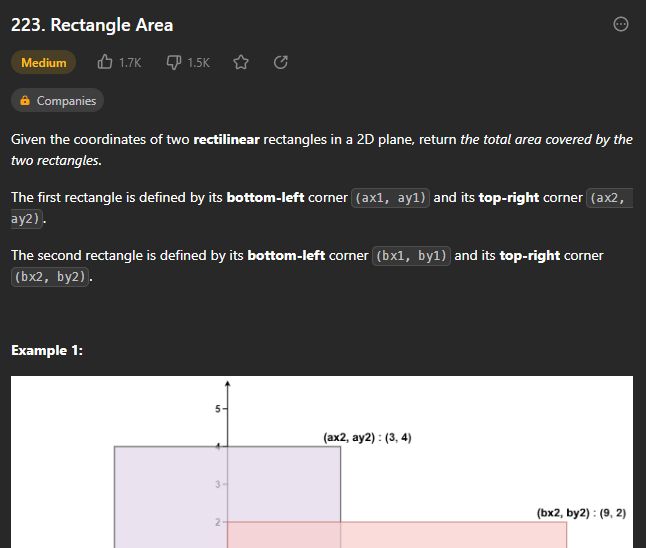 223. Rectangle Area
Medium 1.7K 1.5K
Companies
Given the coordinates of two rectilinear rectangles in a 2D plane, return the total area covered by the
two rectangles.
The first rectangle is defined by its bottom-left corner (ax1, ay1) and its top-right corner (ax2,
ay2).
The second rectangle is defined by its bottom-left corner (bx1, by1) and its top-right corner
(bx2, by2).
Example 1:
5
(ax2, ay2) : (3, 4)
4
3
(bx2, by2) : (9, 2)
2